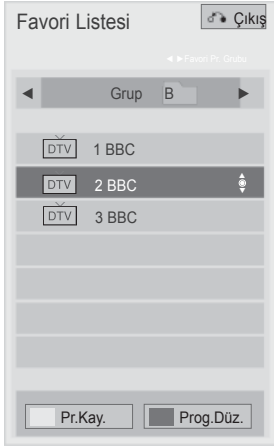 Favori Listesi
Çıkış
◄ ►Favori Pr. Grubu
◄ Grup B ►
DTV 1 BBC
DTV 2 BBC
DTV 3 BBC
Pr.Kay. Prog.Düz.